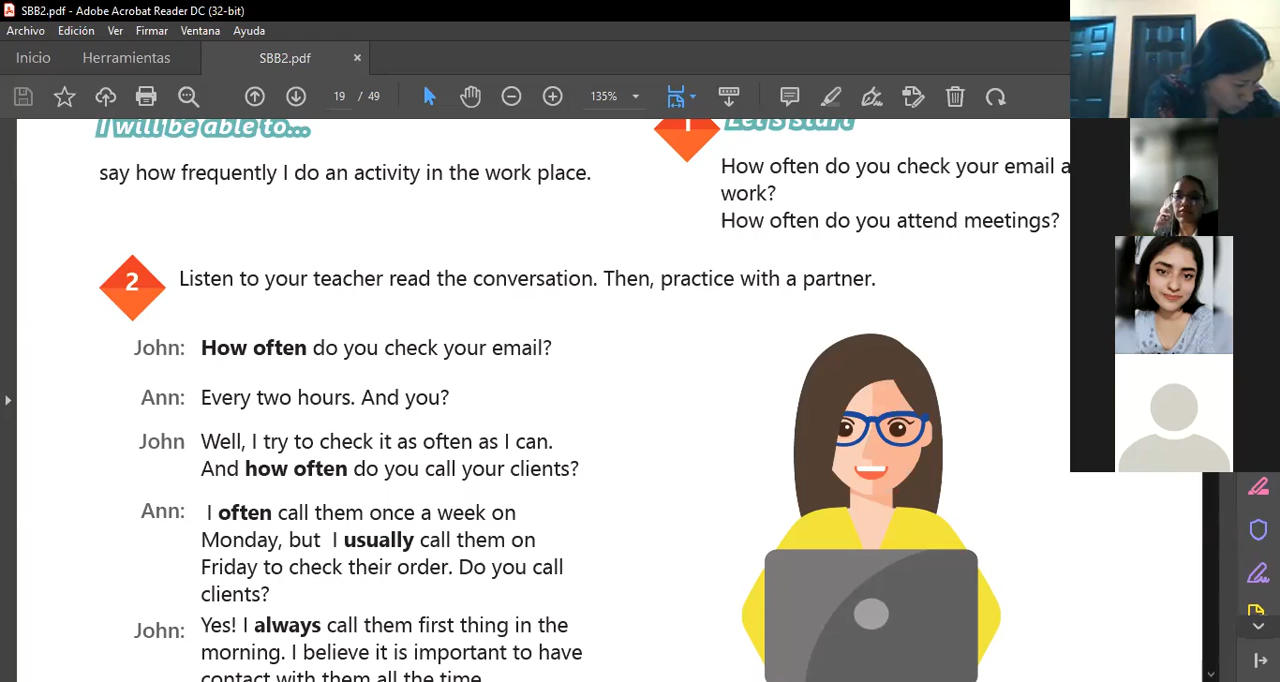 SBB2.pdf - Adobe Acrobat Reader DC (32-bit)
Archivo Edición Ver Firmar Ventana Ayuda
Inicio Herramientas SBB2.pdf ×
19 / 49 135%
I will be able to...
say how frequently I do an activity in the work place.
1 Let's start
How often do you check your email a
work?
How often do you attend meetings?
2 Listen to your teacher read the conversation. Then, practice with a partner.
John: How often do you check your email?
Ann: Every two hours. And you?
John Well, I try to check it as often as I can.
And how often do you call your clients?
Ann: I often call them once a week on
Monday, but I usually call them on
Friday to check their order. Do you call
clients?
John: Yes! I always call them first thing in the
morning. I believe it is important to have
contact with them all the time.